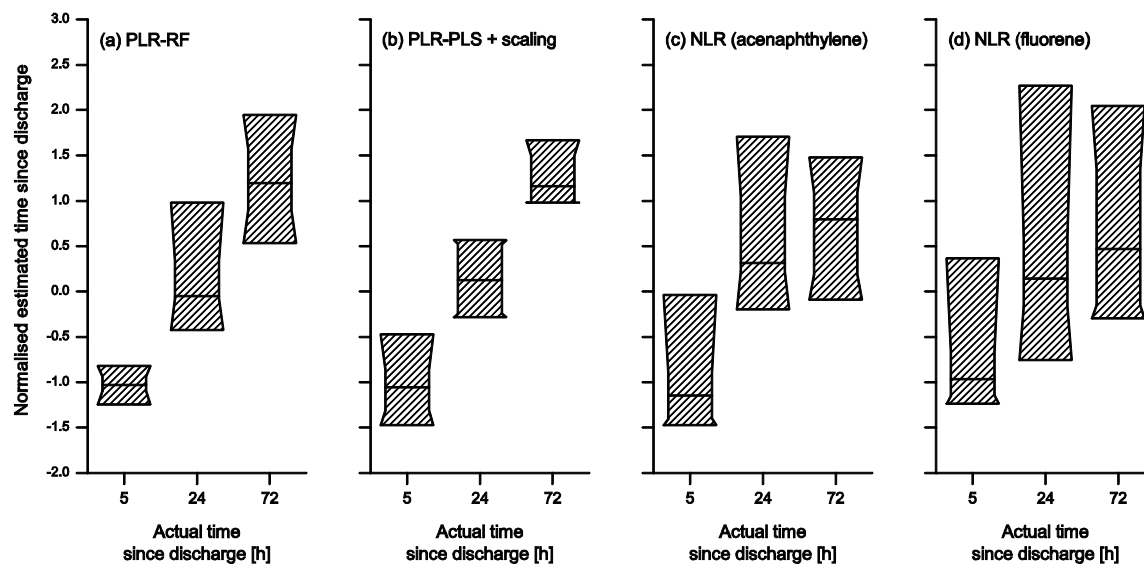 Normalised estimated time since discharge
3.0
2.5
2.0
1.5
1.0
0.5
0.0
-0.5
-1.0
-1.5
-2.0
(a) PLR-RF
5 24 72
Actual time
since discharge [h]
(b) PLR-PLS + scaling
5 24 72
Actual time
since discharge [h]
(c) NLR (acenaphthylene)
5 24 72
Actual time
since discharge [h]
(d) NLR (fluorene)
5 24 72
Actual time
since discharge [h]